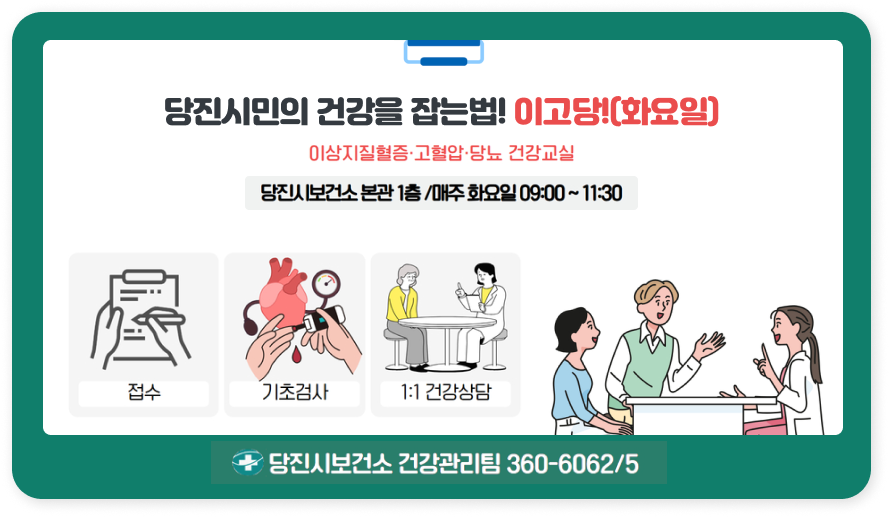 당진시민의 건강을 잡는법! 이고당!(화요일)
이상지질혈증·고혈압·당뇨 건강교실
당진시보건소 본관 1층 /매주 화요일 09:00 ~ 11:30
접수
기초검사
1:1 건강상담
당진시보건소 건강관리팀 360-6062/5